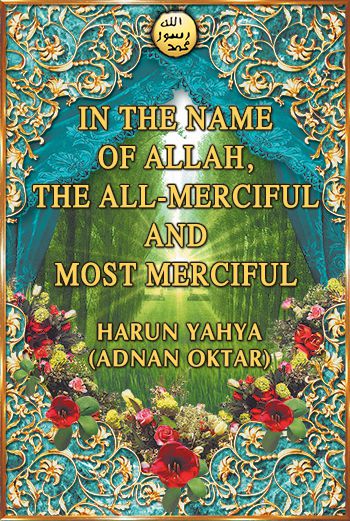 الله
رسول
محمد
IN THE NAME
OF ALLAH,
THE ALL-MERCIFUL
AND
MOST MERCIFUL
HARUN YAHYA
(ADNAN OKTAR)